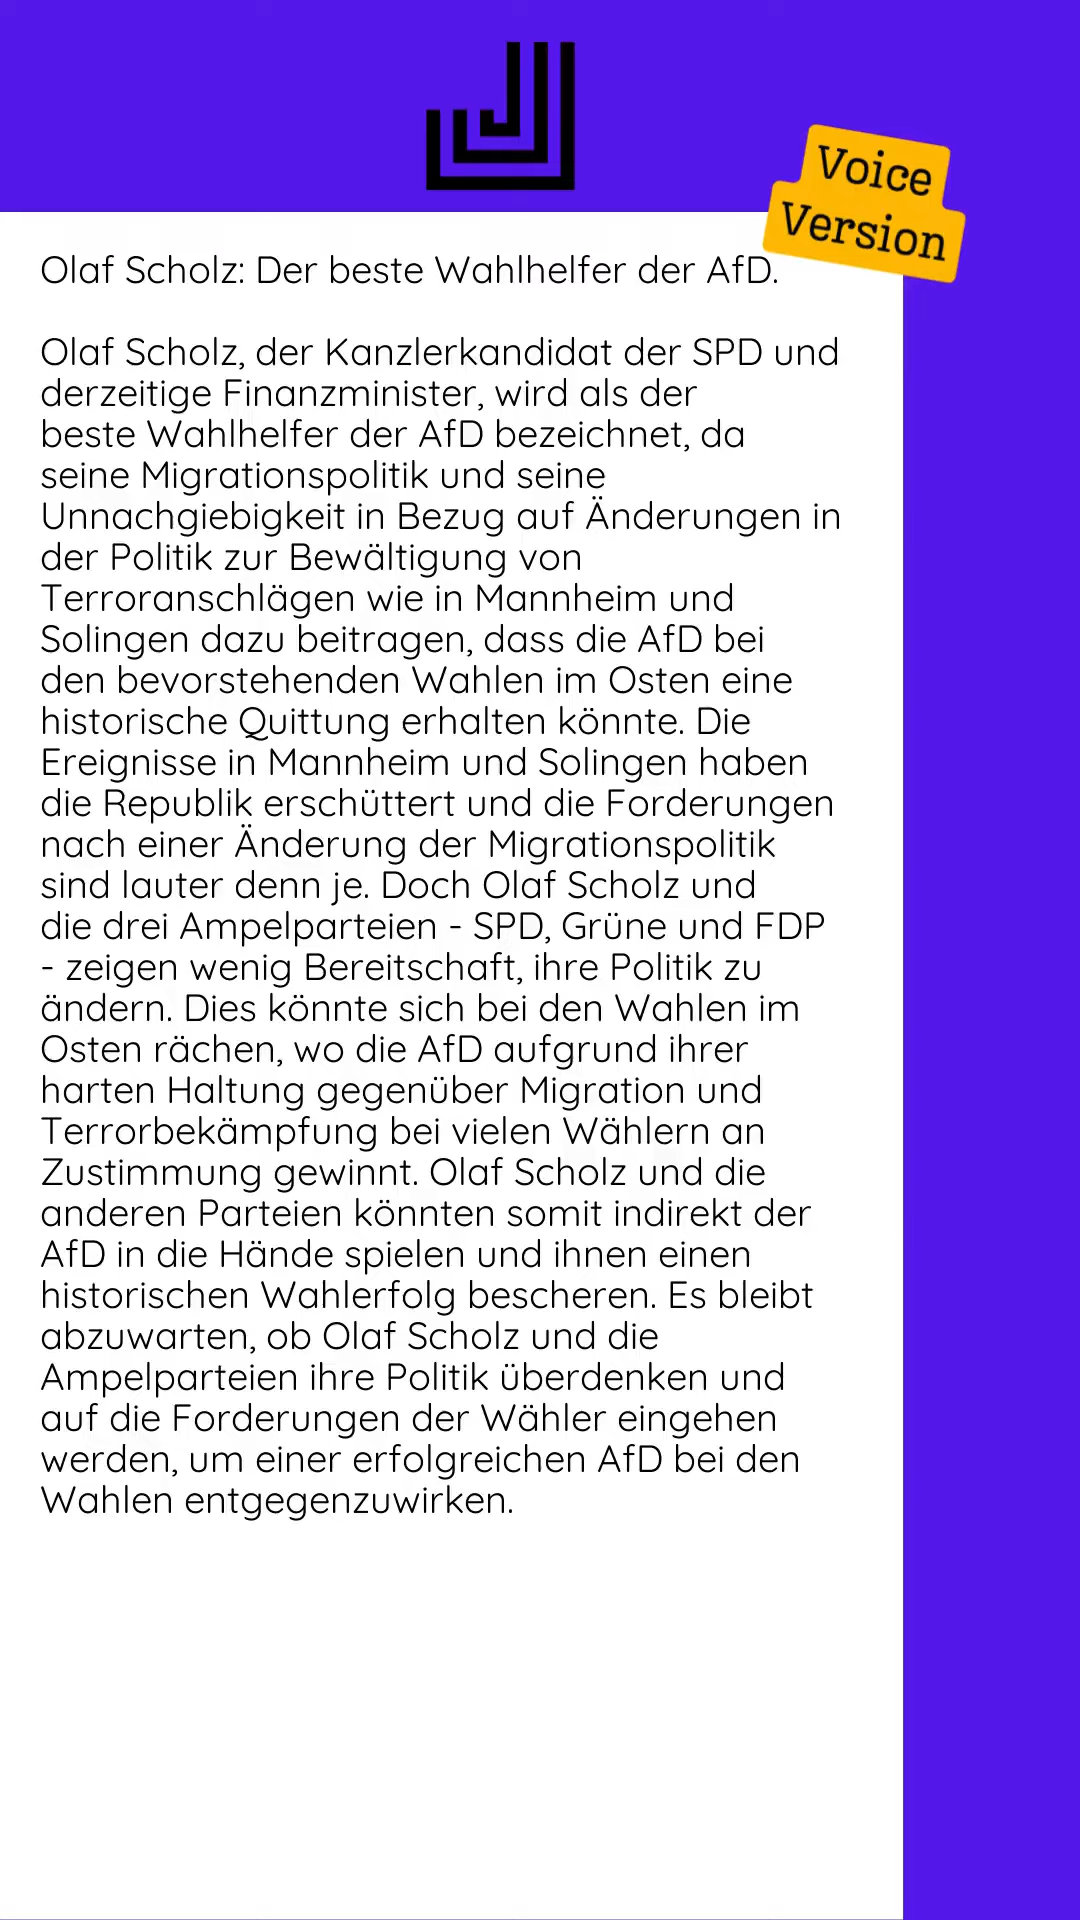 Voice
Version
Olaf Scholz: Der beste Wahlhelfer der AfD.
Olaf Scholz, der Kanzlerkandidat der SPD und
derzeitige Finanzminister, wird als der
beste Wahlhelfer der AfD bezeichnet, da
seine Migrationspolitik und seine
Unnachgiebigkeit in Bezug auf Änderungen in
der Politik zur Bewältigung von
Terroranschlägen wie in Mannheim und
Solingen dazu beitragen, dass die AfD bei
den bevorstehenden Wahlen im Osten eine
historische Quittung erhalten könnte. Die
Ereignisse in Mannheim und Solingen haben
die Republik erschüttert und die Forderungen
nach einer Änderung der Migrationspolitik
sind lauter denn je. Doch Olaf Scholz und
die drei Ampelparteien - SPD, Grüne und FDP
- zeigen wenig Bereitschaft, ihre Politik zu
ändern. Dies könnte sich bei den Wahlen im
Osten rächen, wo die AfD aufgrund ihrer
harten Haltung gegenüber Migration und
Terrorbekämpfung bei vielen Wählern an
Zustimmung gewinnt. Olaf Scholz und die
anderen Parteien könnten somit indirekt der
AfD in die Hände spielen und ihnen einen
historischen Wahlerfolg bescheren. Es bleibt
abzuwarten, ob Olaf Scholz und die
Ampelparteien ihre Politik überdenken und
auf die Forderungen der Wähler eingehen
werden, um einer erfolgreichen AfD bei den
Wahlen entgegenzuwirken.